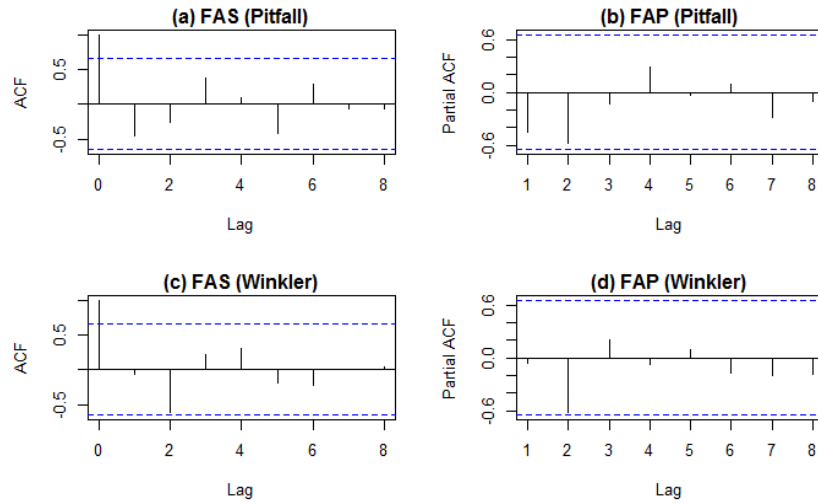 (a) FAS (Pitfall)
ACF
0.5
-0.5
0 2 4 6 8
Lag
(b) FAP (Pitfall)
Partial ACF
0.6
0.0
-0.6
1 2 3 4 5 6 7 8
Lag
(c) FAS (Winkler)
ACF
0.5
-0.5
0 2 4 6 8
Lag
(d) FAP (Winkler)
Partial ACF
0.6
0.0
-0.6
1 2 3 4 5 6 7 8
Lag